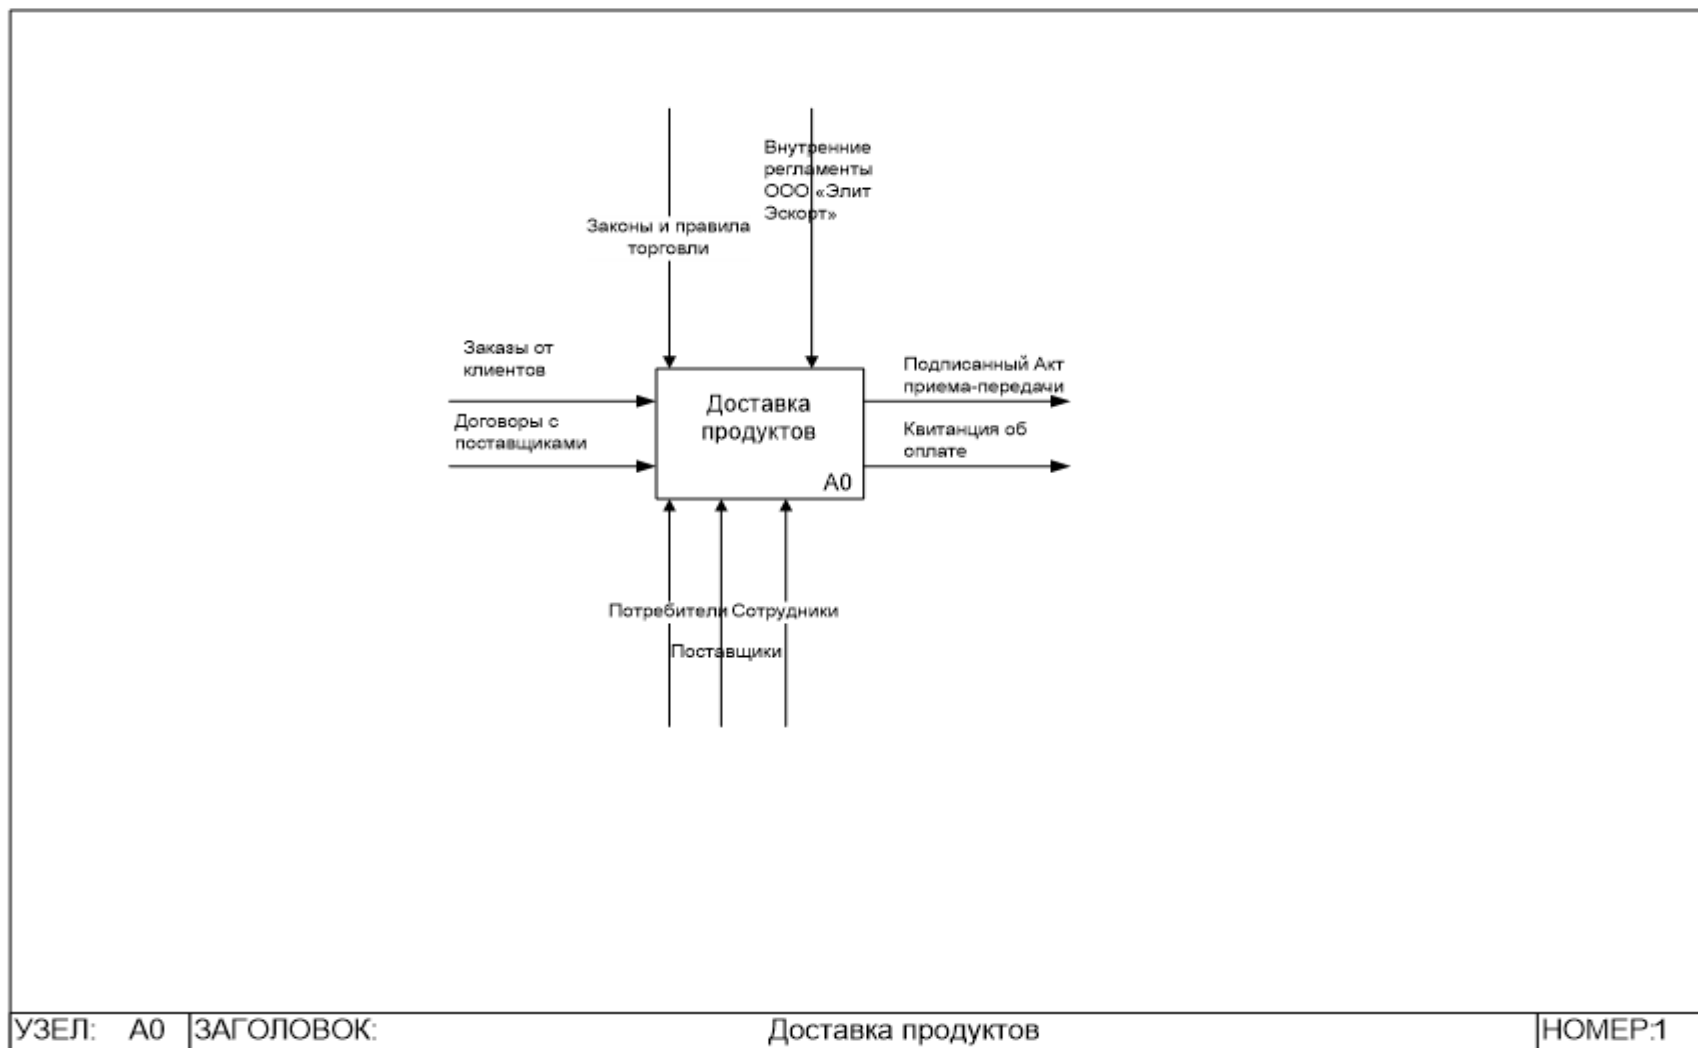 Внутренние
регламенты
ООО «Элит
Эскорт»
Законы и правила
торговли
Заказы от
клиентов
Договоры с
поставщиками
Доставка
продуктов
A0
Подписанный Акт
приема-передачи
Квитанция об
оплате
Потребители Сотрудники
Поставщики
УЗЕЛ: A0 ЗАГОЛОВОК: Доставка продуктов НОМЕР:1